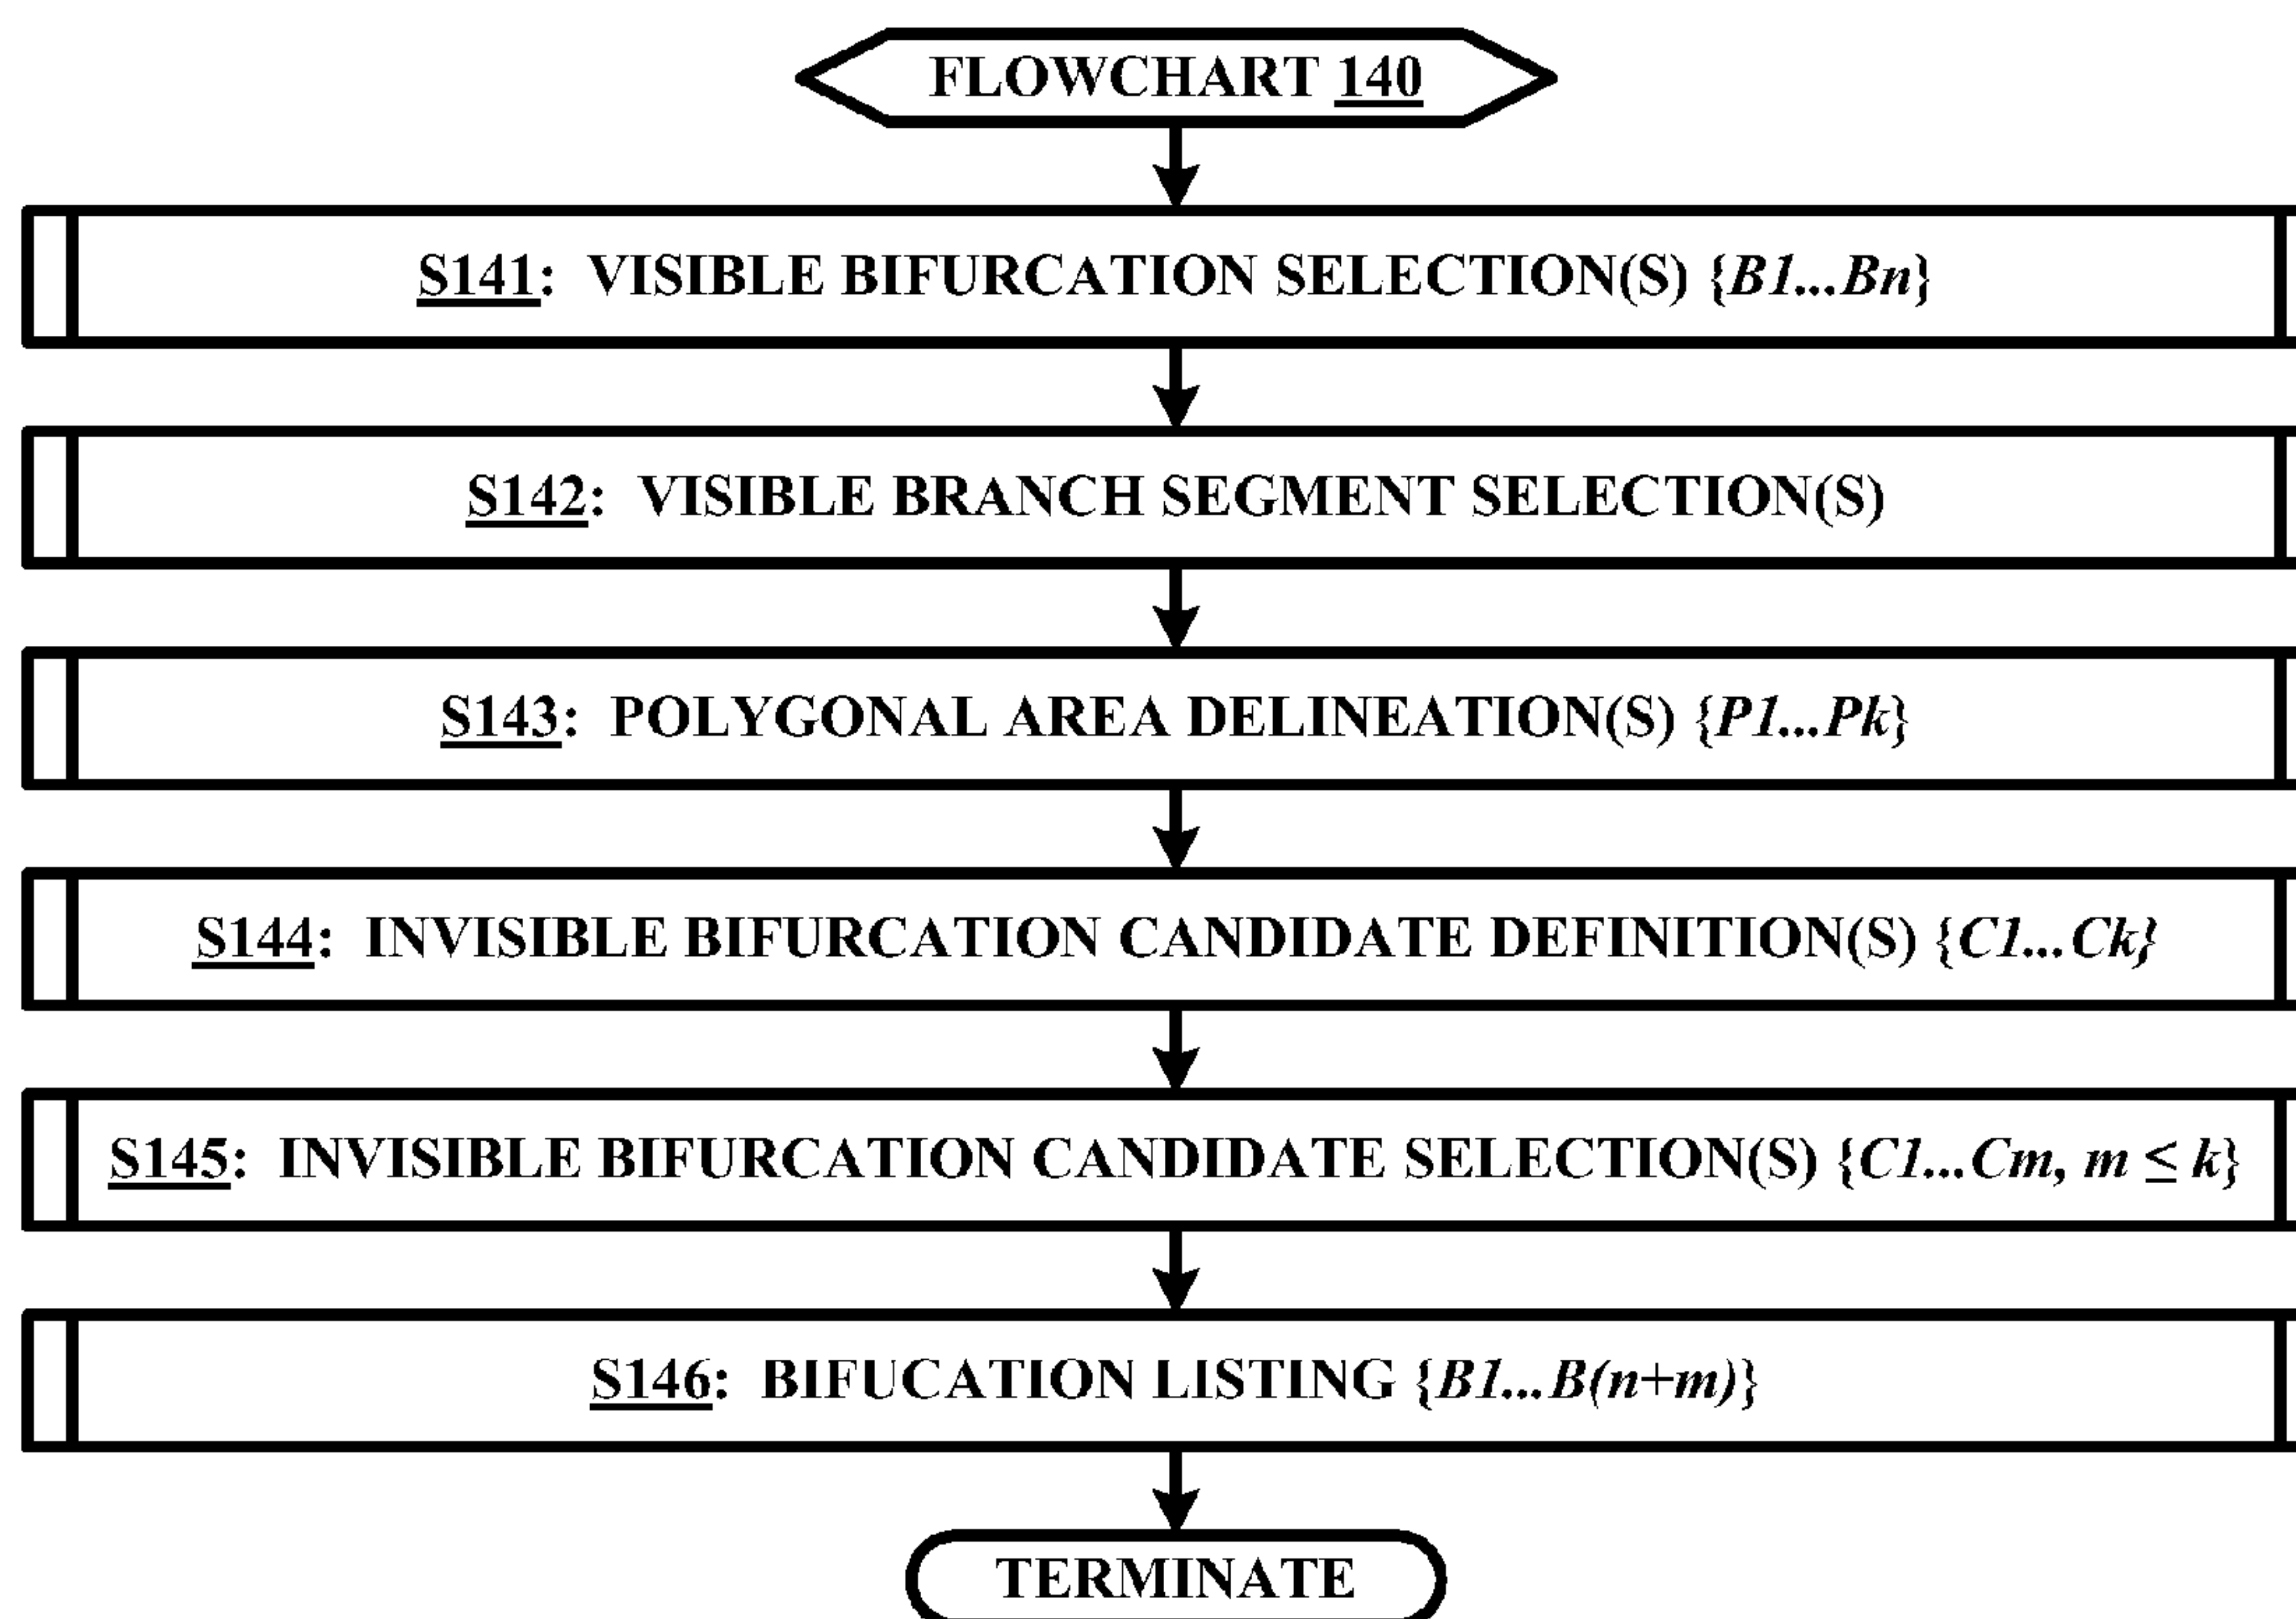 FLOWCHART 140
S141: VISIBLE BIFURCATION SELECTION(S) {B1...Bn}
S142: VISIBLE BRANCH SEGMENT SELECTION(S)
S143: POLYGONAL AREA DELINEATION(S) {P1...Pk}
S144: INVISIBLE BIFURCATION CANDIDATE DEFINITION(S) {C1...Ck}
S145: INVISIBLE BIFURCATION CANDIDATE SELECTION(S) {C1...Cm, m ≤ k}
S146: BIFUCATION LISTING {B1...B(n+m)}
TERMINATE